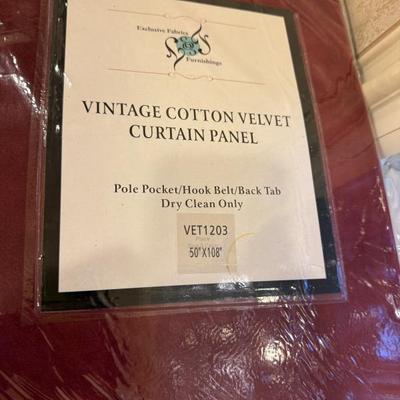 Exclusive Fabrics
Furnishings
VINTAGE COTTON VELVET
CURTAIN PANEL
Pole Pocket/Hook Belt/Back Tab
Dry Clean Only
VET1203
50"X108"